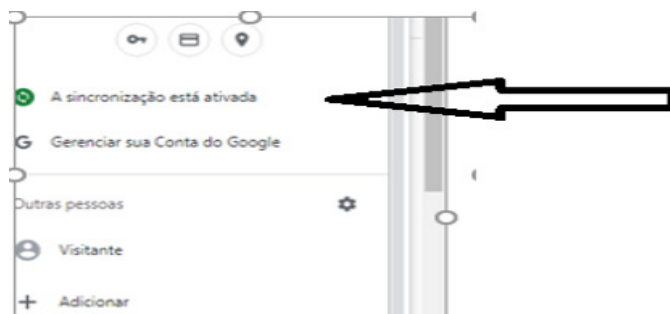 A sincronização está ativada
Gerenciar sua Conta do Google
Outras pessoas
Visitante
Adicionar